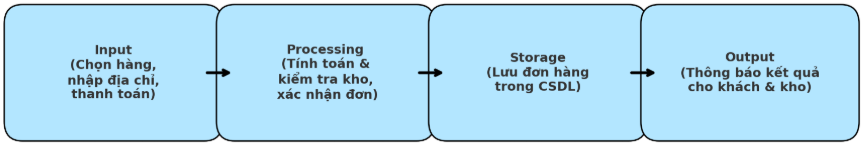 Input
(Chọn hàng,
nhập địa chỉ,
thanh toán)
Processing
(Tính toán &
kiểm tra kho,
xác nhận đơn)
Storage
(Lưu đơn hàng
trong CSDL)
Output
(Thông báo kết quả
cho khách & kho)